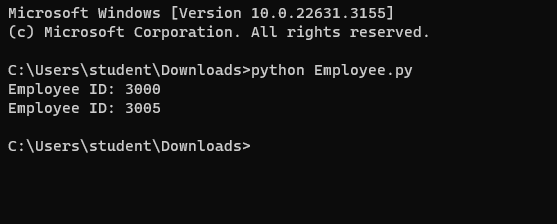 Microsoft Windows [Version 10.0.22631.3155]
(c) Microsoft Corporation. All rights reserved.
C:\Users\student\Downloads>python Employee.py
Employee ID: 3000
Employee ID: 3005
C:\Users\student\Downloads>